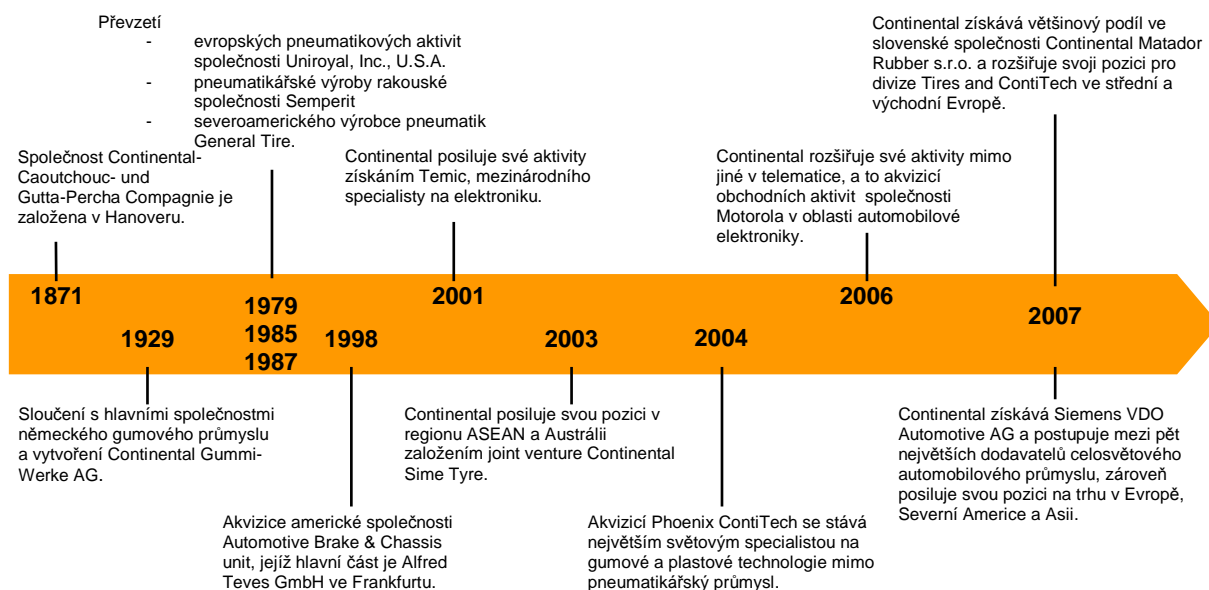 Převzetí
- evropských pneumatikových aktivit
společnosti Uniroyal, Inc., U.S.A.
- pneumatikářské výroby rakouské
společnosti Semperit
- severoamerického výrobce pneumatik
General Tire.
Continental získává většinový podíl ve
slovenské společnosti Continental Matador
Rubber s.r.o. a rozšiřuje svoji pozici pro
divize Tires and ContiTech ve střední a
východní Evropě.
Společnost Continental-
Caoutchouc- und
Gutta-Percha Compagnie je
založena v Hanoveru.
Continental posiluje své aktivity
získáním Temic, mezinárodního
specialisty na elektroniku.
Continental rozšiřuje své aktivity mimo
jiné v telematice, a to akvizicí
obchodních aktivit společnosti
Motorola v oblasti automobilové
elektroniky.
1871
1929
1979
1985
1987
1998
2001
2003
2004
2006
2007
Sloučení s hlavními společnostmi
německého gumového průmyslu
a vytvoření Continental Gummi-
Werke AG.
Continental posiluje svou pozici v
regionu ASEAN a Austrálii
založením joint venture Continental
Sime Tyre.
Continental získává Siemens VDO
Automotive AG a postupuje mezi pět
největších dodavatelů celosvětového
automobilového průmyslu, zároveň
posiluje svou pozici na trhu v Evropě,
Severní Americe a Asii.
Akvizice americké společnosti
Automotive Brake & Chassis
unit, jejíž hlavní část je Alfred
Teves GmbH ve Frankfurtu.
Akvizicí Phoenix ContiTech se stává
největším světovým specialistou na
gumové a plastové technologie mimo
pneumatikářský průmysl.